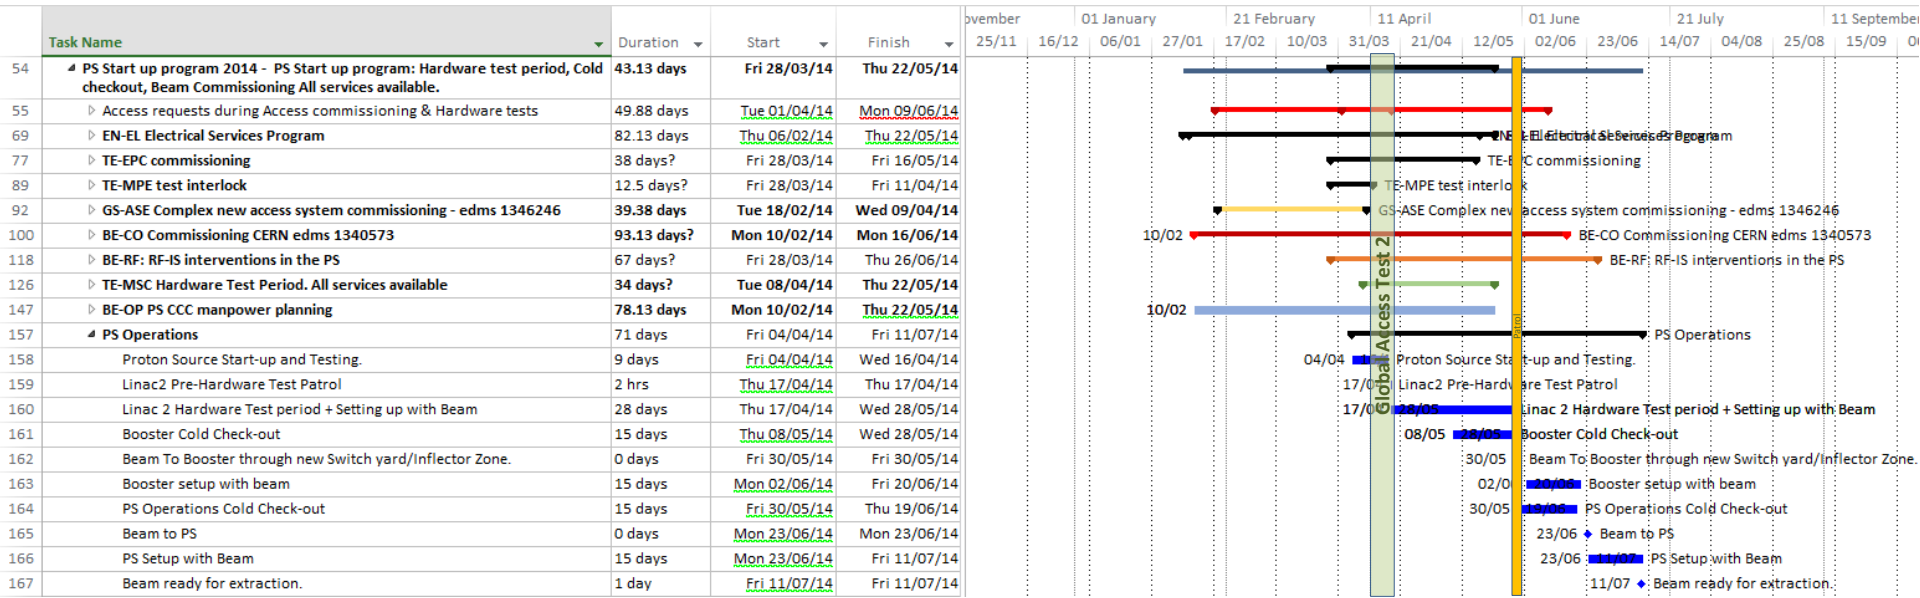 ovember 01 January 21 February 11 April 01 June 21 July 11 September
Task Name Duration Start Finish 25/11 16/12 06/01 27/01 17/02 10/03 31/03 21/04 12/05 02/06 23/06 14/07 04/08 25/08 15/09
54 PS Start up program 2014 - PS Start up program: Hardware test period, Cold 43.13 days Fri 28/03/14 Thu 22/05/14
checkout, Beam Commissioning All services available.
55 Access requests during Access commissioning & Hardware tests 49.88 days Tue 01/04/14 Mon 09/06/14
69 EN-EL Electrical Services Program 82.13 days Thu 06/02/14 Thu 22/05/14 EN-EL Electrical Services Program
77 TE-EPC commissioning 38 days? Fri 28/03/14 Fri 16/05/14 TE-EPC commissioning
89 TE-MPE test interlock 12.5 days? Fri 28/03/14 Fri 11/04/14 TE-MPE test interlock
92 GS-ASE Complex new access system commissioning - edms 1346246 39.38 days Tue 18/02/14 Wed 09/04/14 GS-ASE Complex new access system commissioning - edms 1346246
100 BE-CO Commissioning CERN edms 1340573 93.13 days? Mon 10/02/14 Mon 16/06/14 10/02 BE-CO Commissioning CERN edms 1340573
118 BE-RF: RF-IS interventions in the PS 67 days? Fri 28/03/14 Thu 26/06/14 BE-RF: RF-IS interventions in the PS
126 TE-MSC Hardware Test Period. All services available 34 days? Tue 08/04/14 Thu 22/05/14
147 BE-OP PS CCC manpower planning 78.13 days Mon 10/02/14 Thu 22/05/14 10/02
157 PS Operations 71 days Fri 04/04/14 Fri 11/07/14 PS Operations
158 Proton Source Start-up and Testing. 9 days Fri 04/04/14 Wed 16/04/14 04/04 Proton Source Start-up and Testing.
159 Linac2 Pre-Hardware Test Patrol 2 hrs Thu 17/04/14 Thu 17/04/14 17/0 Linac2 Pre-Hardware Test Patrol
160 Linac 2 Hardware Test period + Setting up with Beam 28 days Thu 17/04/14 Wed 28/05/14 17/0 28/05 Linac 2 Hardware Test period + Setting up with Beam
161 Booster Cold Check-out 15 days Thu 08/05/14 Wed 28/05/14 08/05 28/05 Booster Cold Check-out
162 Beam To Booster through new Switch yard/Inflector Zone. 0 days Fri 30/05/14 Fri 30/05/14 30/05 Beam To Booster through new Switch yard/Inflector Zone.
163 Booster setup with beam 15 days Mon 02/06/14 Fri 20/06/14 02/0 20/06 Booster setup with beam
164 PS Operations Cold Check-out 15 days Fri 30/05/14 Thu 19/06/14 30/05 19/06 PS Operations Cold Check-out
165 Beam to PS 0 days Mon 23/06/14 Mon 23/06/14 23/06 Beam to PS
166 PS Setup with Beam 15 days Mon 23/06/14 Fri 11/07/14 23/06 11/07 PS Setup with Beam
167 Beam ready for extraction. 1 day Fri 11/07/14 Fri 11/07/14 11/07 Beam ready for extraction.
Global Access Test 2
Patrol